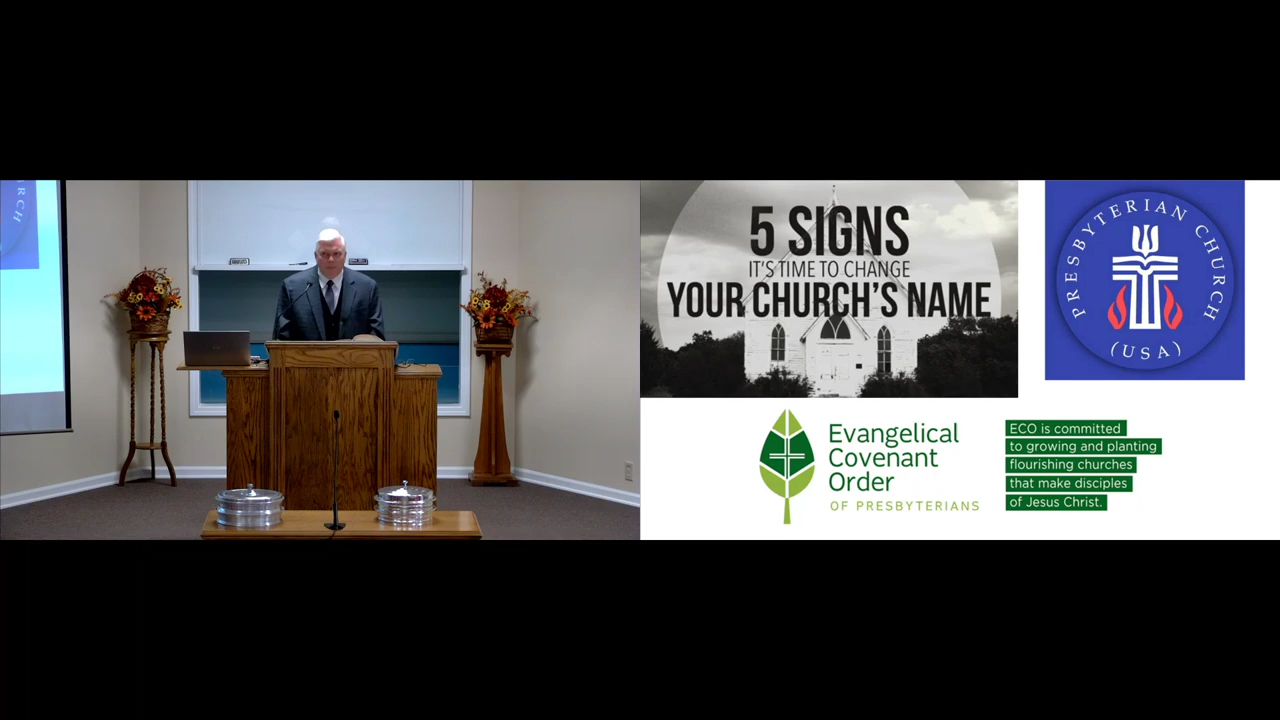 RCH
5 SIGNS
IT'S TIME TO CHANGE
YOUR CHURCH'S NAME
PRESBYTERIAN CHURCH
(USA)
Evangelical
Covenant
Order
OF PRESBYTERIANS
ECO is committed
to growing and planting
flourishing churches
that make disciples
of Jesus Christ.